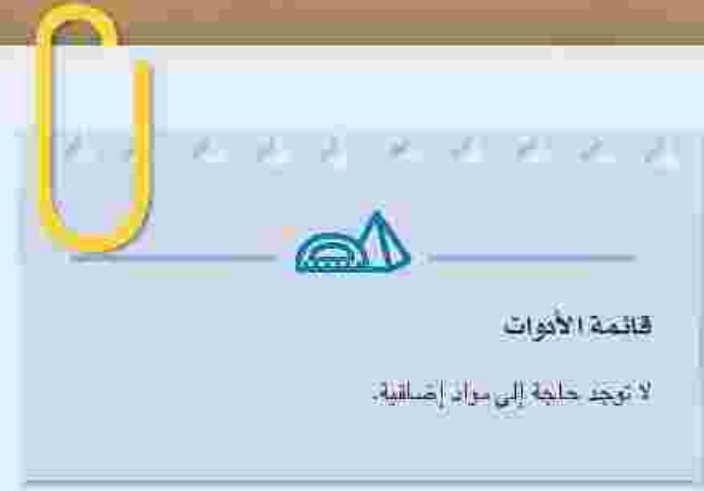 قائمة الأدوات
لا توجد حاجة إلى مواد إضافية.